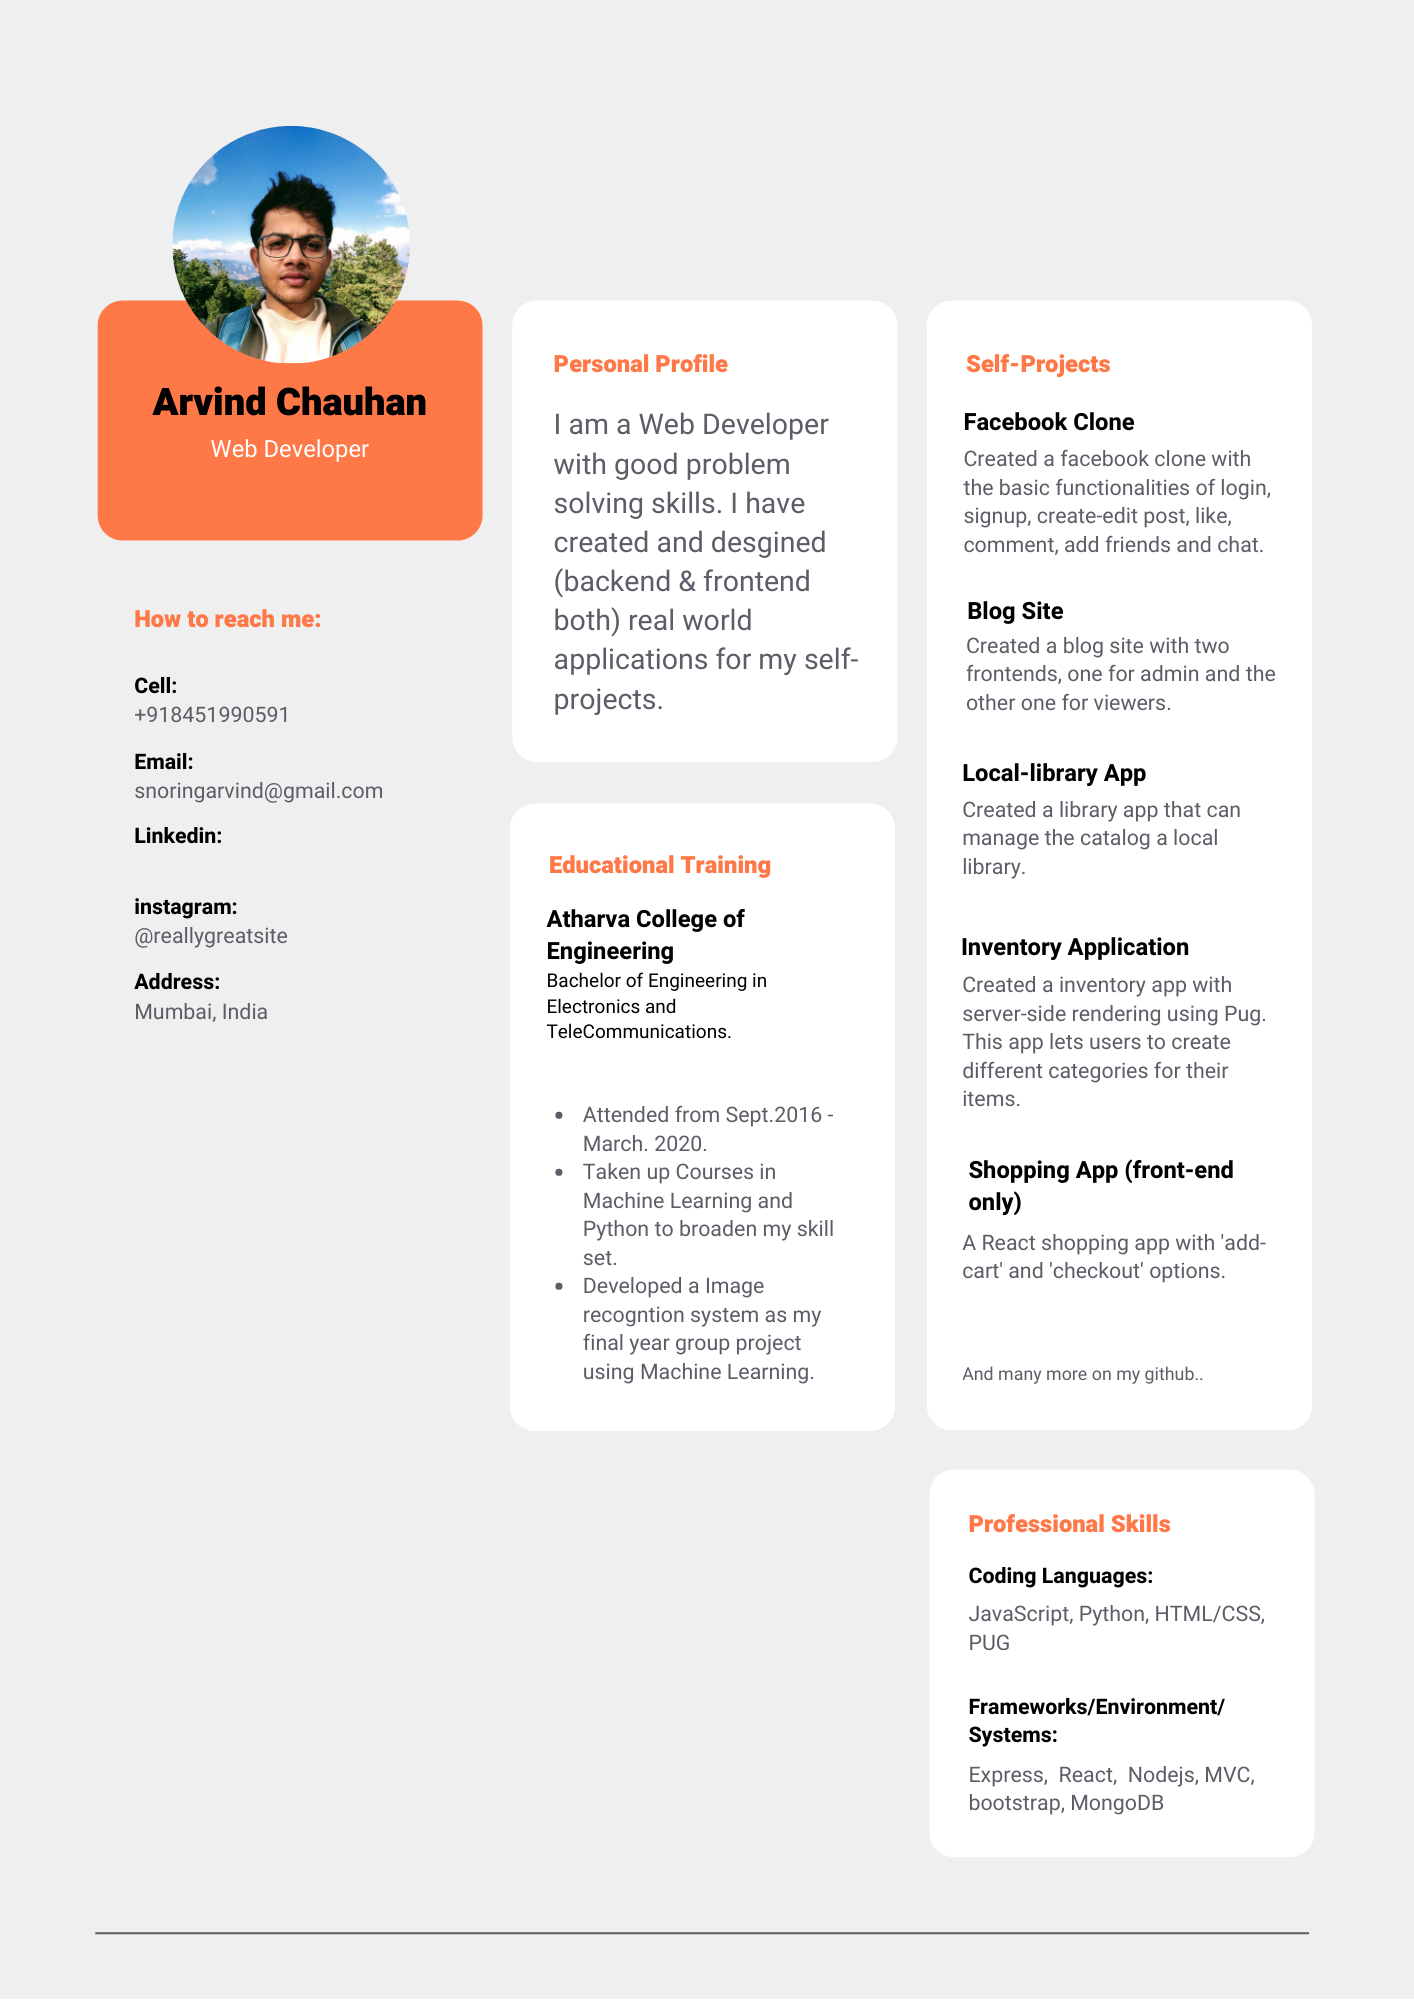 Arvind Chauhan
Web Developer
How to reach me:
Cell:
+918451990591
Email:
snoringarvind@gmail.com
Linkedin:
instagram:
@reallygreatsite
Address:
Mumbai, India
Personal Profile
I am a Web Developer
with good problem
solving skills. I have
created and desgined
(backend & frontend
both) real world
applications for my self-
projects.
Educational Training
Atharva College of
Engineering
Bachelor of Engineering in
Electronics and
TeleCommunications.
• Attended from Sept.2016 -
March. 2020.
• Taken up Courses in
Machine Learning and
Python to broaden my skill
set.
• Developed a Image
recogntion system as my
final year group project
using Machine Learning.
Self-Projects
Facebook Clone
Created a facebook clone with
the basic functionalities of login,
signup, create-edit post, like,
comment, add friends and chat.
Blog Site
Created a blog site with two
frontends, one for admin and the
other one for viewers.
Local-library App
Created a library app that can
manage the catalog a local
library.
Inventory Application
Created a inventory app with
server-side rendering using Pug.
This app lets users to create
different categories for their
items.
Shopping App (front-end
only)
A React shopping app with 'add-
cart' and 'checkout' options.
And many more on my github..
Professional Skills
Coding Languages:
JavaScript, Python, HTML/CSS,
PUG
Frameworks/Environment/
Systems:
Express,  React,  Nodejs, MVC,
bootstrap, MongoDB